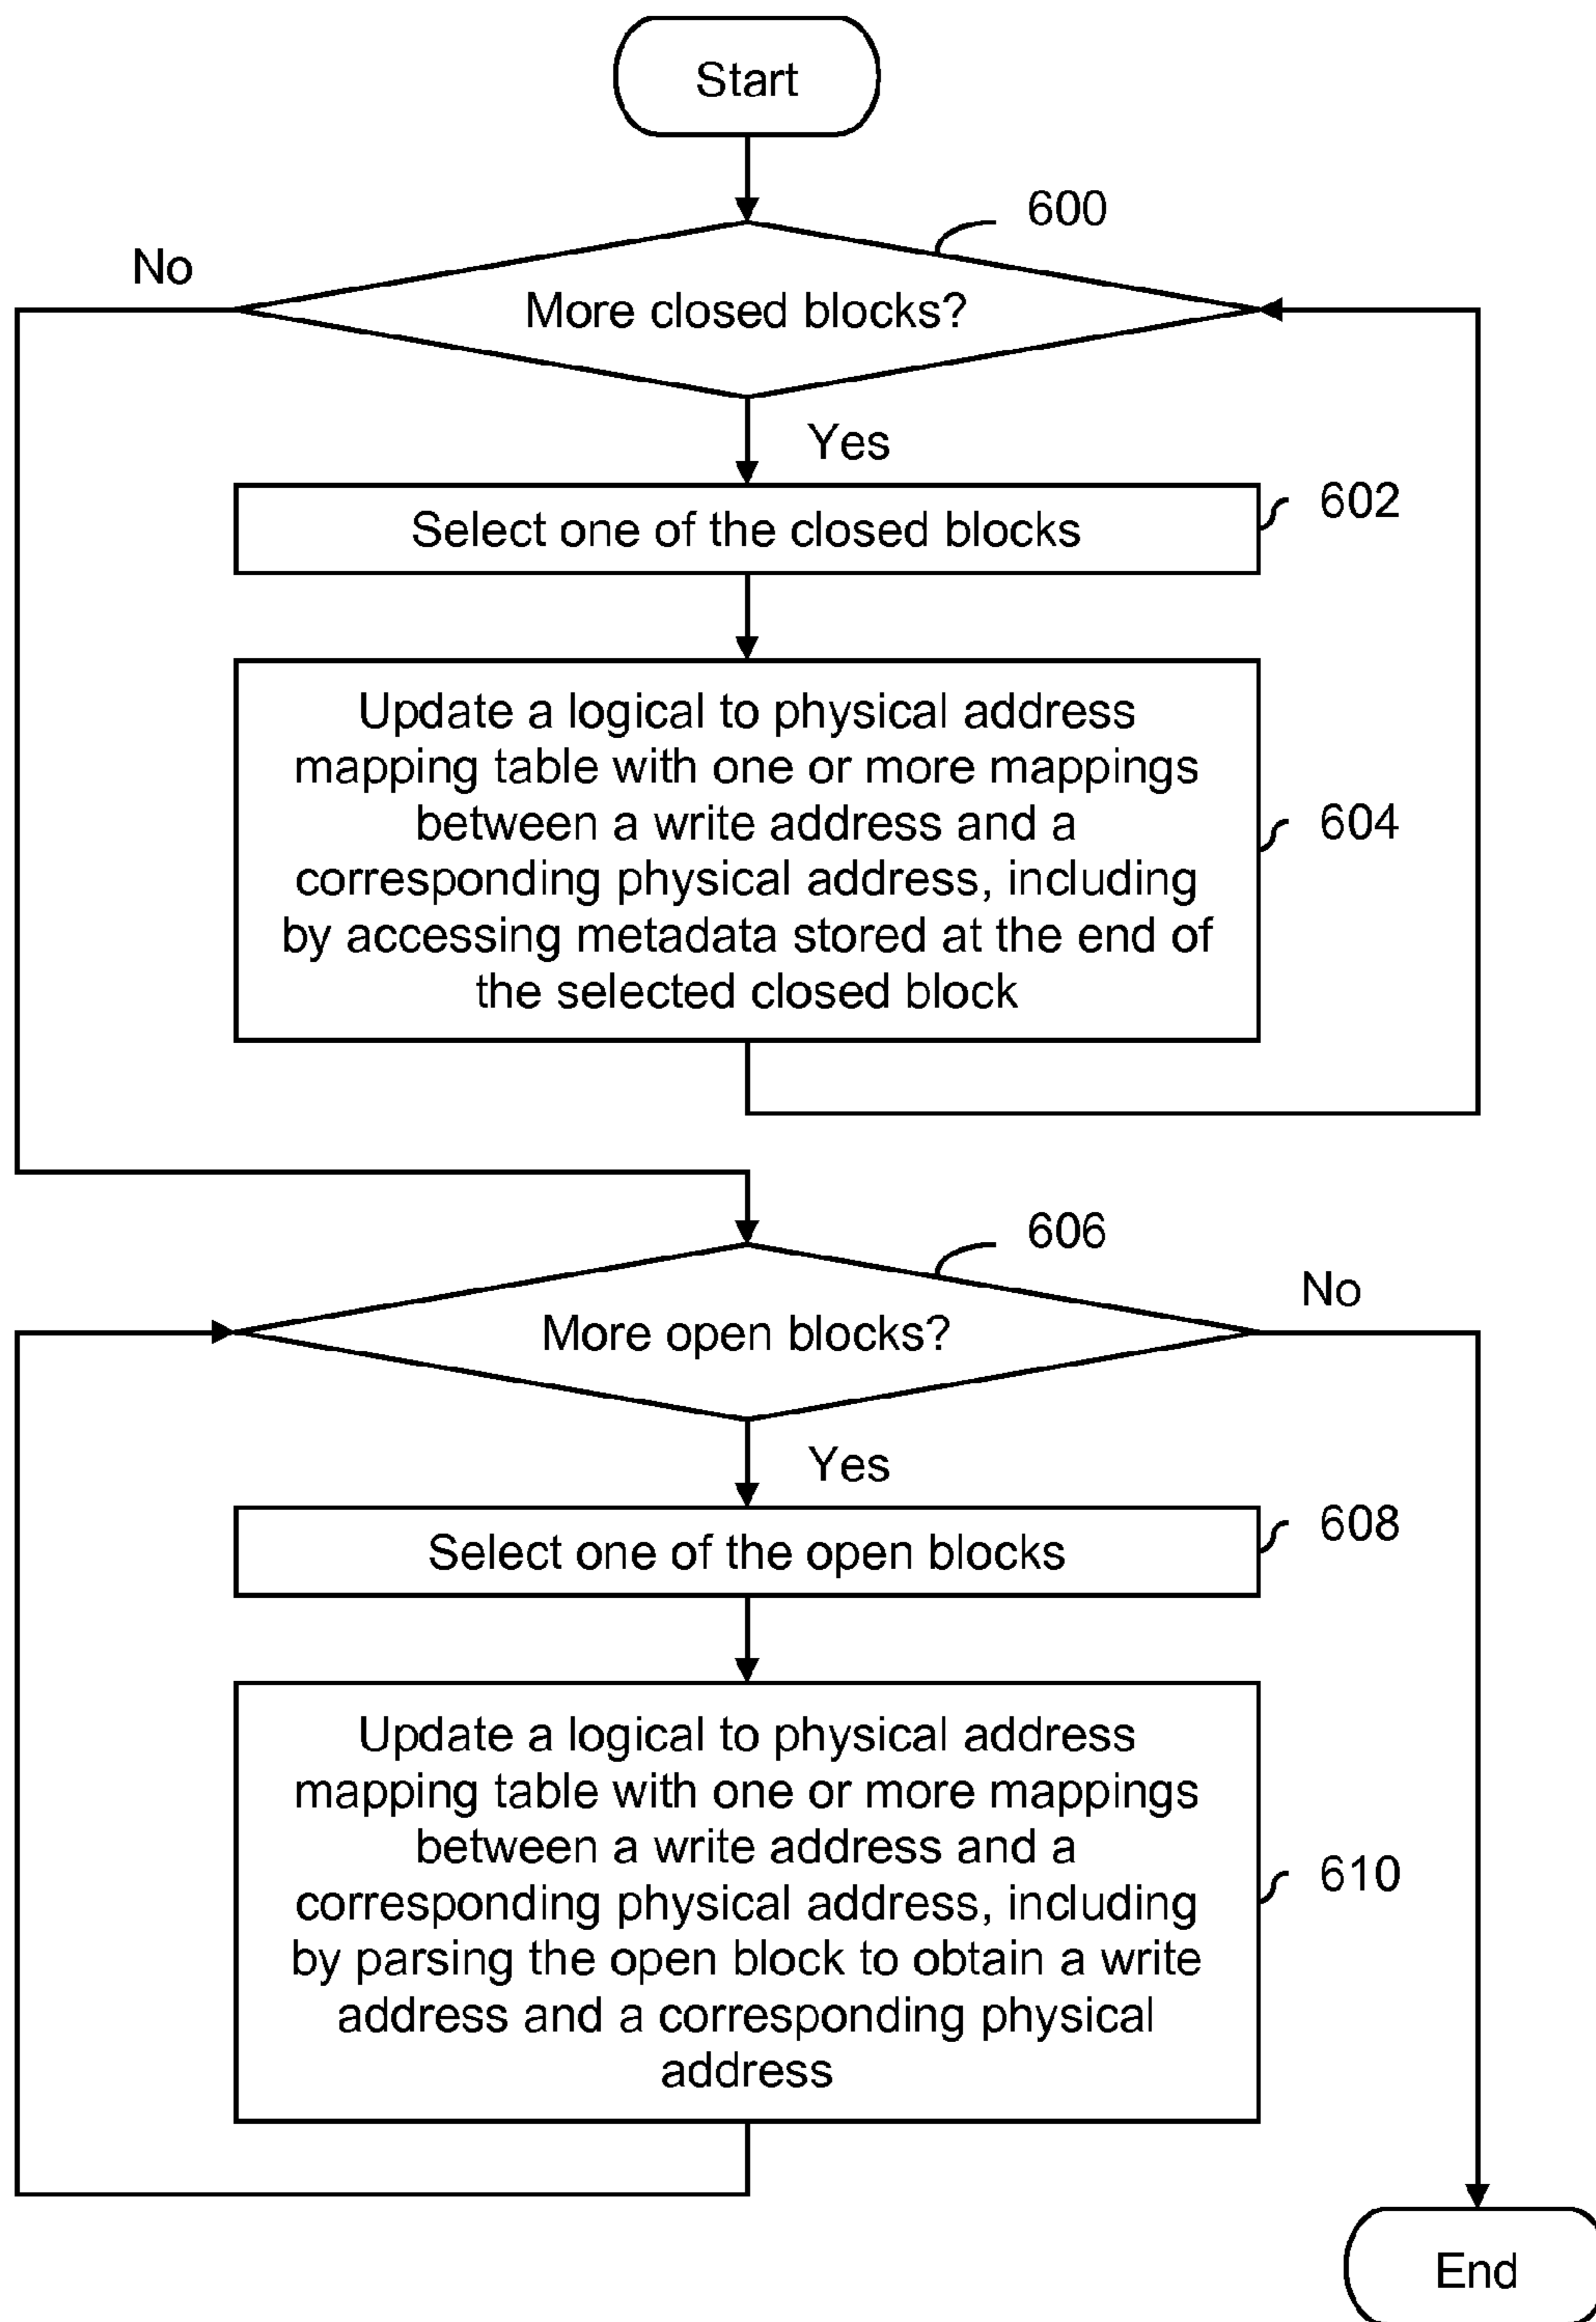 Start
600
No
More closed blocks?
Yes
602
Select one of the closed blocks
Update a logical to physical address
mapping table with one or more mappings
between a write address and a
corresponding physical address, including
by accessing metadata stored at the end of
the selected closed block
604
606
No
More open blocks?
Yes
608
Select one of the open blocks
Update a logical to physical address
mapping table with one or more mappings
between a write address and a
corresponding physical address, including
by parsing the open block to obtain a write
address and a corresponding physical
address
610
End